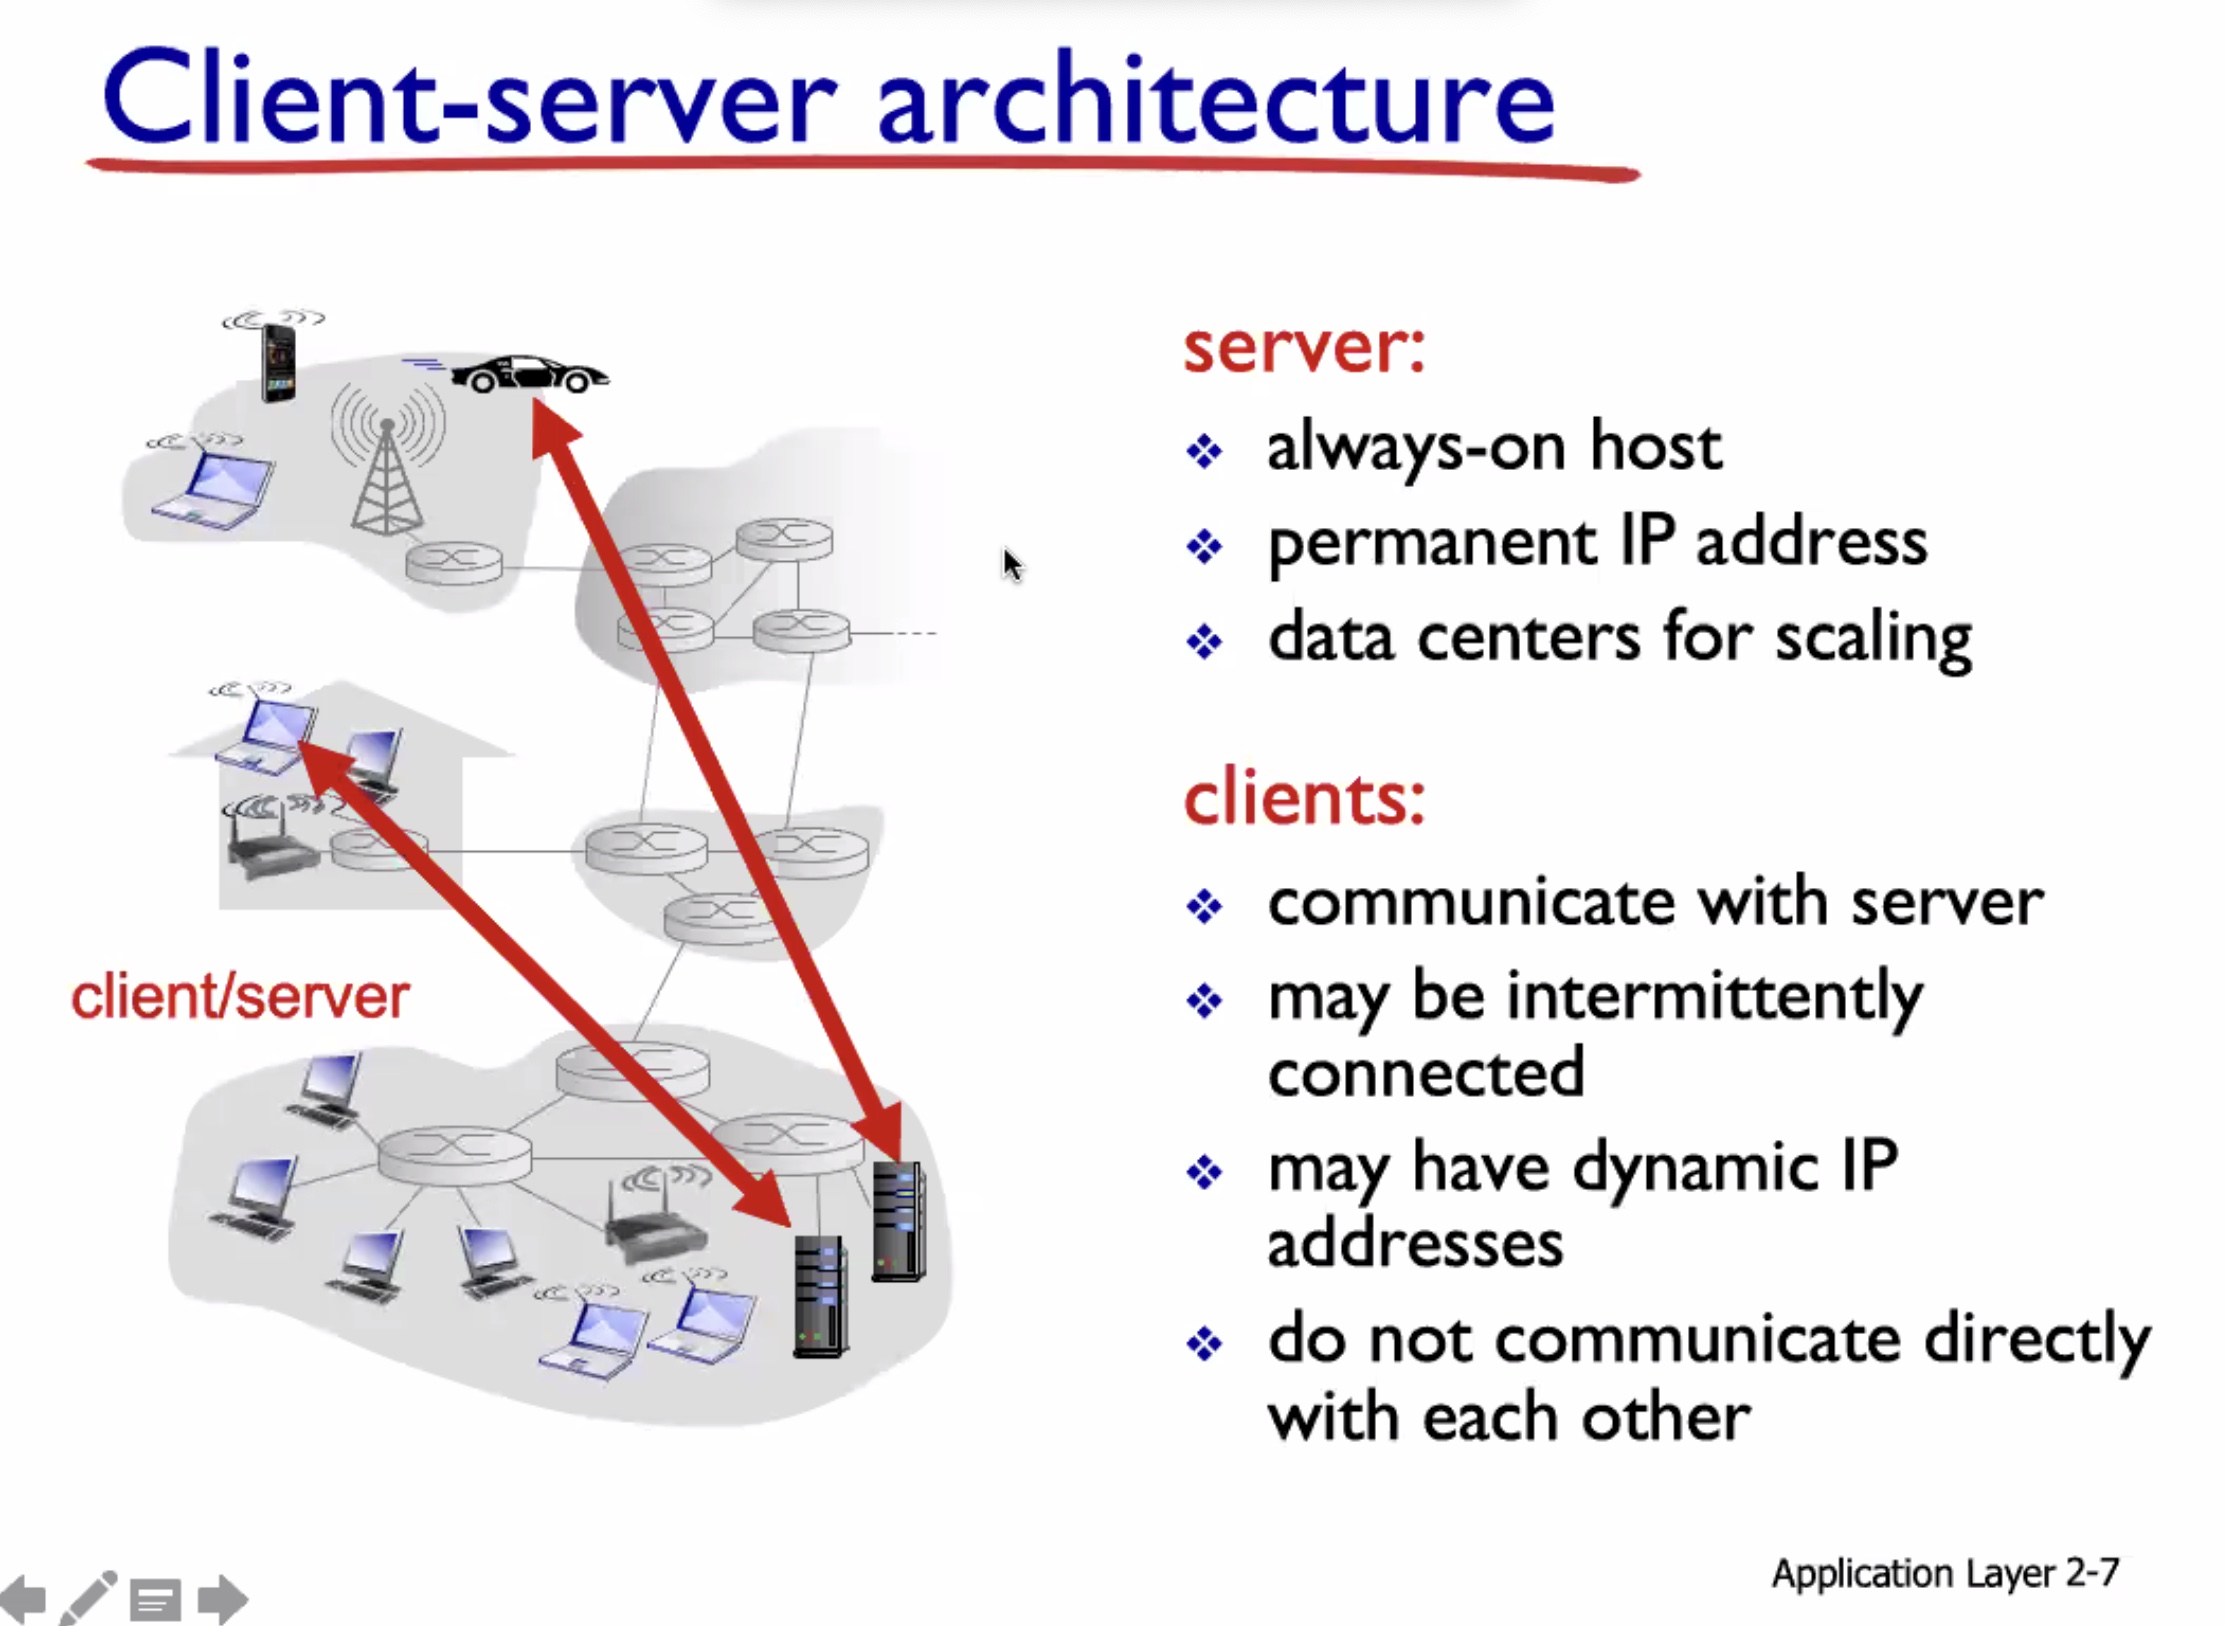 Client-server architecture
server:
❖ always-on host
❖ permanent IP address
❖ data centers for scaling
clients:
❖ communicate with server
❖ may be intermittently
connected
❖ may have dynamic IP
addresses
❖ do not communicate directly
with each other
client/server
Application Layer 2-7